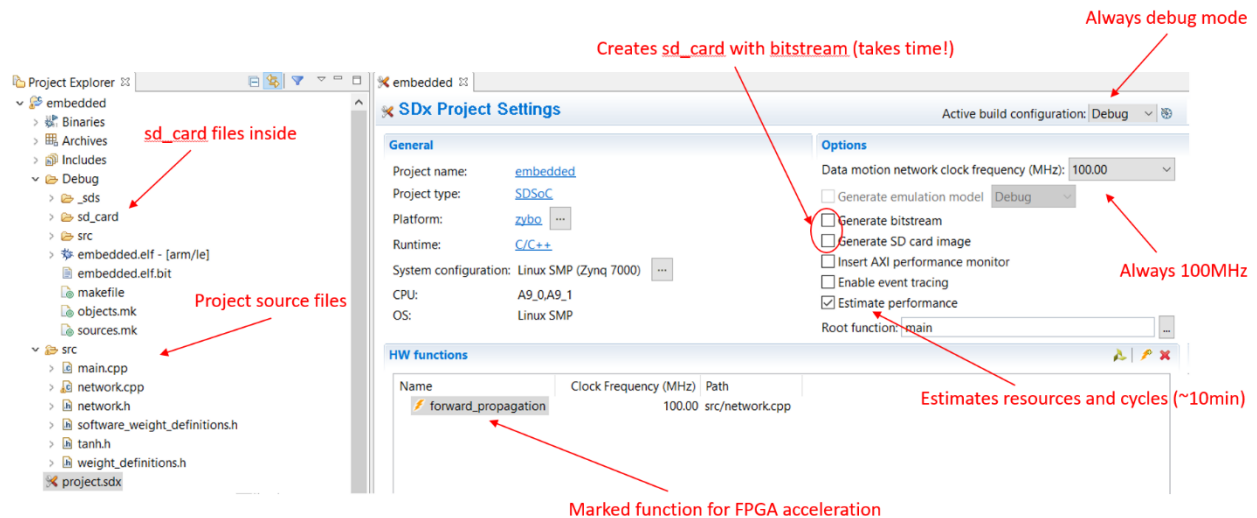 Always debug mode
Creates sd_card with bitstream (takes time!)
Project Explorer
embedded
Binaries
Archives
Includes
Debug
_sds
sd_card
src
embedded.elf - [arm/le]
embedded.elf.bit
makefile
objects.mk
sources.mk
src
main.cpp
network.cpp
network.h
software_weight_definitions.h
tanh.h
weight_definitions.h
project.sdx
sd_card files inside
Project source files
embedded
SDx Project Settings
Active build configuration: Debug
General
Project name: embedded
Project type: SDSoC
Platform: zybo ...
Runtime: C/C++
System configuration: Linux SMP (Zynq 7000) ...
CPU: A9_0,A9_1
OS: Linux SMP
Options
Data motion network clock frequency (MHz): 100.00
Generate emulation model Debug
Generate bitstream
Generate SD card image
Insert AXI performance monitor
Enable event tracing
Estimate performance
Root function: main ...
Always 100MHz
HW functions
Name Clock Frequency (MHz) Path
forward_propagation 100.00 src/network.cpp
Estimates resources and cycles (~10min)
Marked function for FPGA acceleration